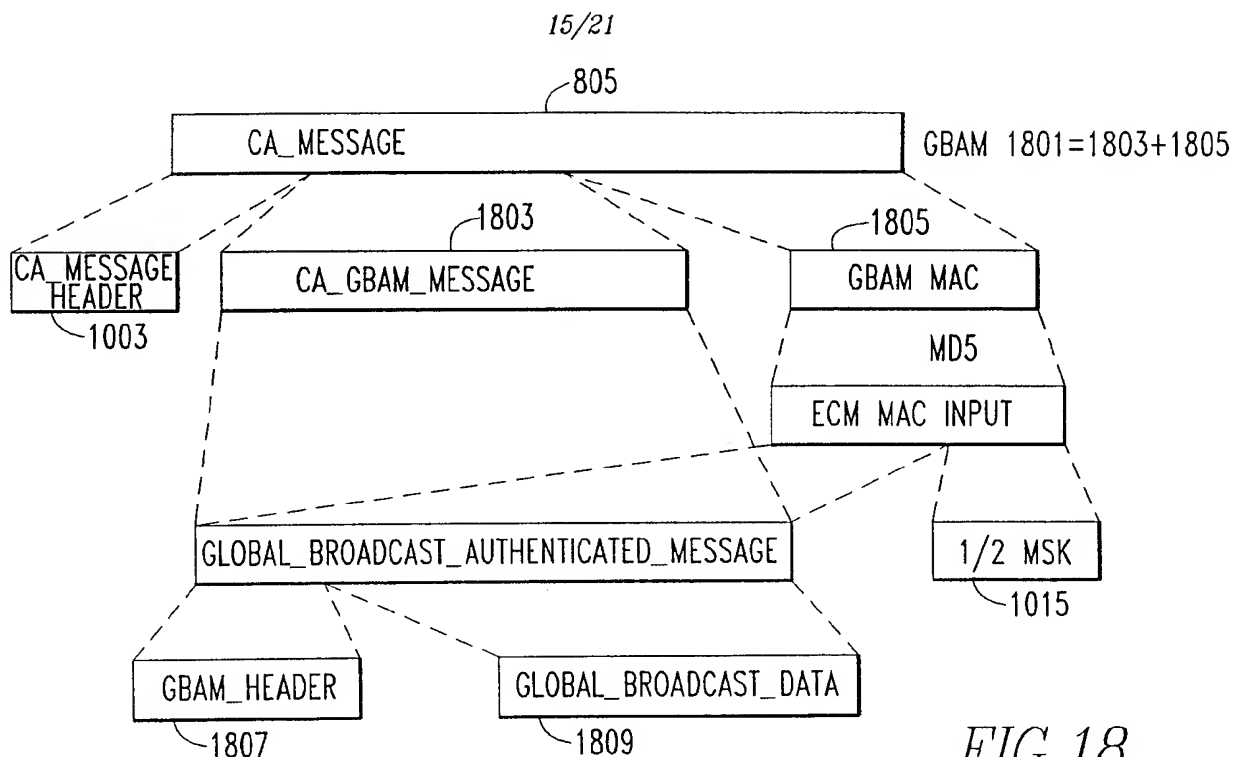 15/21
805
CA_MESSAGE
GBAM 1801=1803+1805
1803
1805
CA_MESSAGE
HEADER
CA_GBAM_MESSAGE
GBAM MAC
1003
MD5
ECM MAC INPUT
GLOBAL_BROADCAST_AUTHENTICATED_MESSAGE
1/2 MSK
1015
GBAM_HEADER
GLOBAL_BROADCAST_DATA
1807
1809
FIG. 18